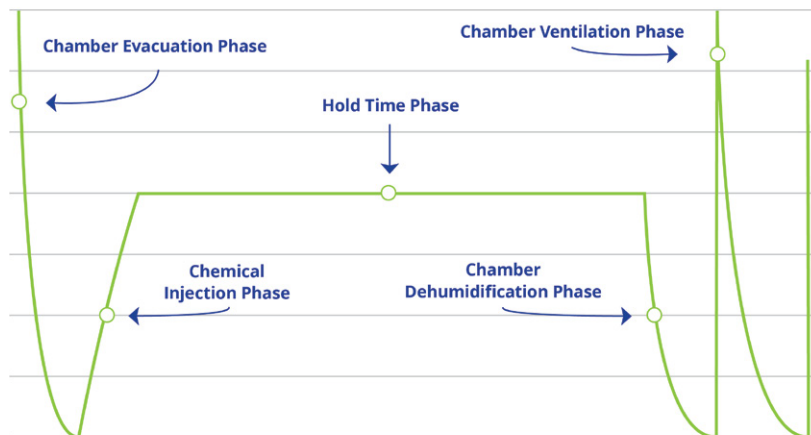 Chamber Evacuation Phase
Chamber Ventilation Phase
Hold Time Phase
Chemical
Injection Phase
Chamber
Dehumidification Phase